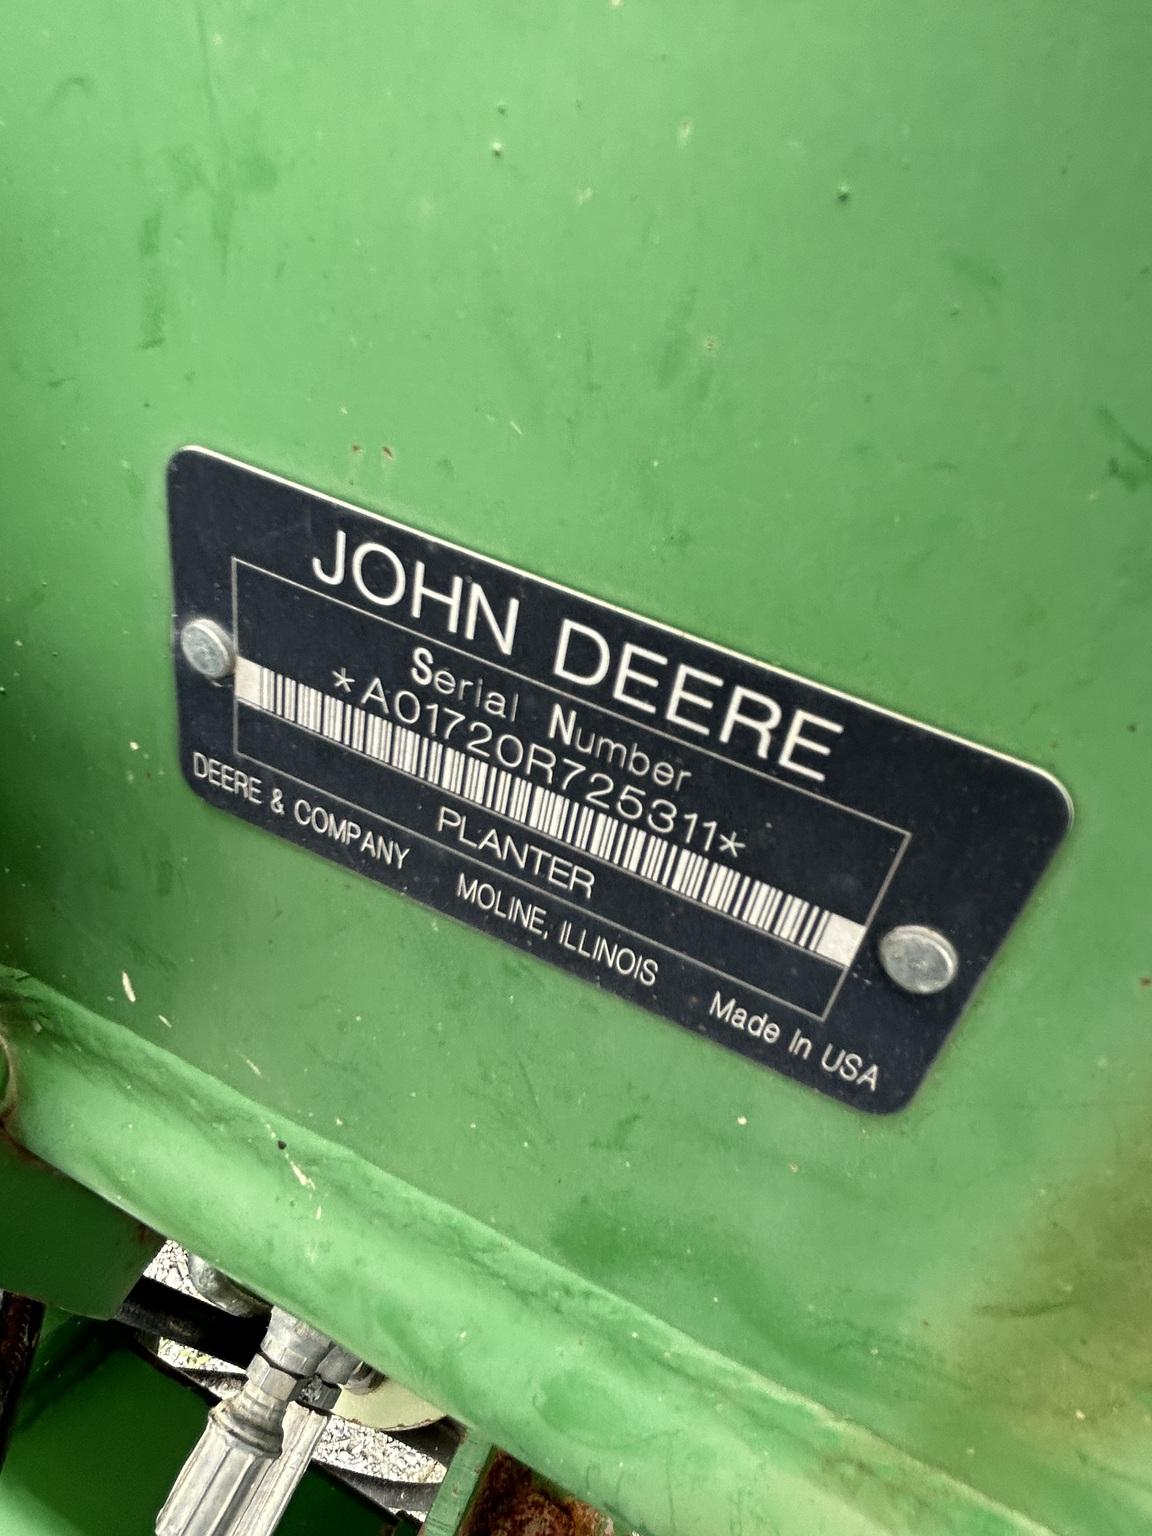 JOHN DEERE
Serial Number
*A01720R725311*
PLANTER
DEERE & COMPANY MOLINE, ILLINOIS Made In USA